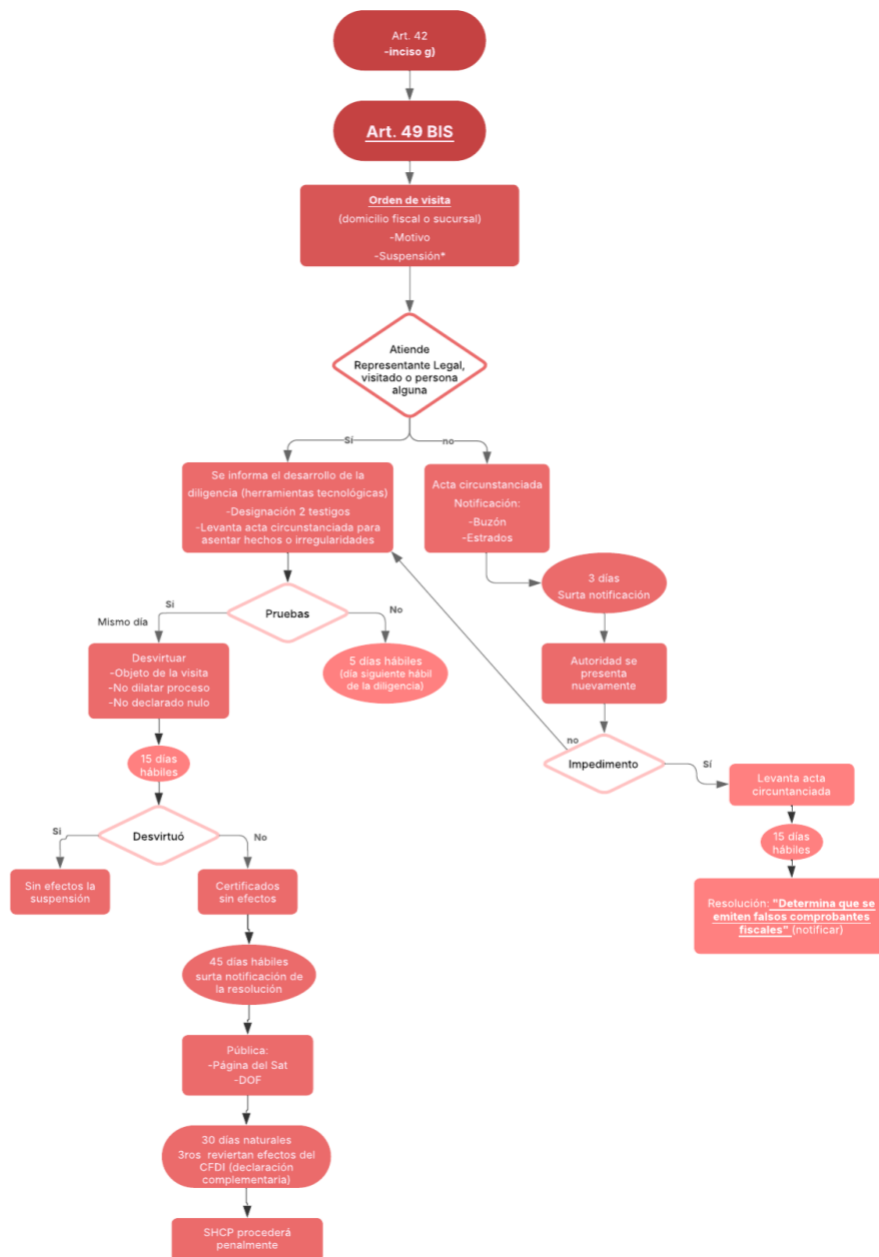 Art. 42
-inciso g)
Art. 49 BIS
Orden de visita
(domicilio fiscal o sucursal)
-Motivo
-Suspensión*
Atiende
Representante Legal,
visitado o persona
alguna
Sí
no
Se informa el desarrollo de la
diligencia (herramientas tecnológicas)
-Designación 2 testigos
-Levanta acta circunstanciada para
asentar hechos o irregularidades
Acta circunstanciada
Notificación:
-Buzón
-Estrados
3 días
Surta notificación
Autoridad se
presenta
nuevamente
Impedimento
no
Sí
Levanta acta
circuntanciada
15 días
hábiles
Resolución: "Determina que se
emiten falsos comprobantes
fiscales" (notificar)
Pruebas
Si
Mismo día
No
5 días hábiles
(día siguiente hábil
de la diligencia)
Desvirtuar
-Objeto de la visita
-No dilatar proceso
-No declarado nulo
15 días
hábiles
Desvirtuó
Si
No
Sin efectos la
suspensión
Certificados
sin efectos
45 días hábiles
surta notificación de
la resolución
Pública:
-Página del Sat
-DOF
30 días naturales
3ros reviertan efectos del
CFDI (declaración
complementaria)
SHCP procederá
penalmente